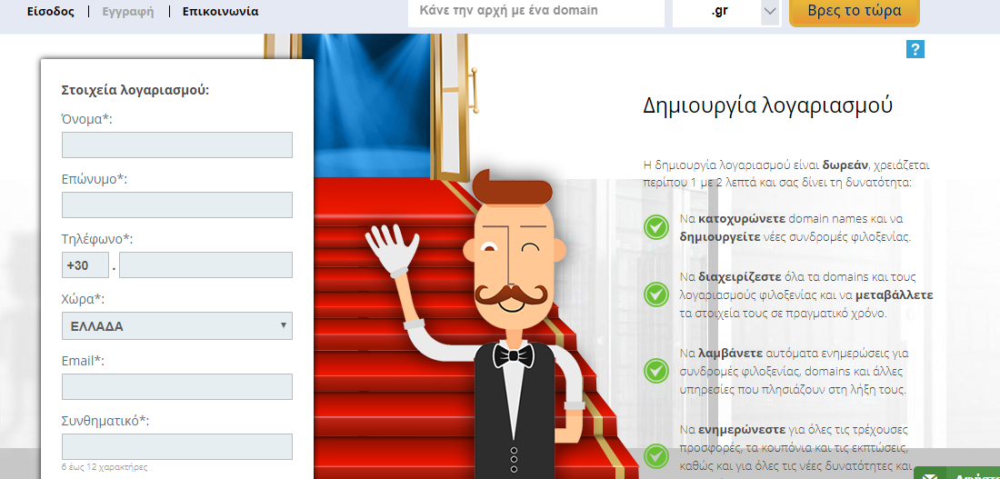 Είσοδος | Εγγραφή | Επικοινωνία
Κάνε την αρχή με ένα domain
.gr
Βρες το τώρα
?
Στοιχεία λογαριασμού:
Όνομα*:
Επώνυμο*:
Τηλέφωνο*:
+30 .
Χώρα*:
ΕΛΛΑΔΑ
Email*:
Συνθηματικό*:
6 έως 12 χαρακτήρες
Δημιουργία λογαριασμού
Η δημιουργία λογαριασμού είναι δωρεάν, χρειάζεται
περίπου 1 με 2 λεπτά και σας δίνει τη δυνατότητα:
Να κατοχυρώνετε domain names και να
δημιουργείτε νέες συνδρομές φιλοξενίας.
Να διαχειρίζεστε όλα τα domains και τους
λογαριασμούς φιλοξενίας και να μεταβάλλετε
τα στοιχεία τους σε πραγματικό χρόνο.
Να λαμβάνετε αυτόματα ενημερώσεις για
συνδρομές φιλοξενίας, domains και άλλες
υπηρεσίες που πλησιάζουν στη λήξη τους.
Να ενημερώνεστε για όλες τις τρέχουσες
προσφορές, τα κουπόνια και τις εκπτώσεις,
καθώς και για όλες τις νέες δυνατότητες και